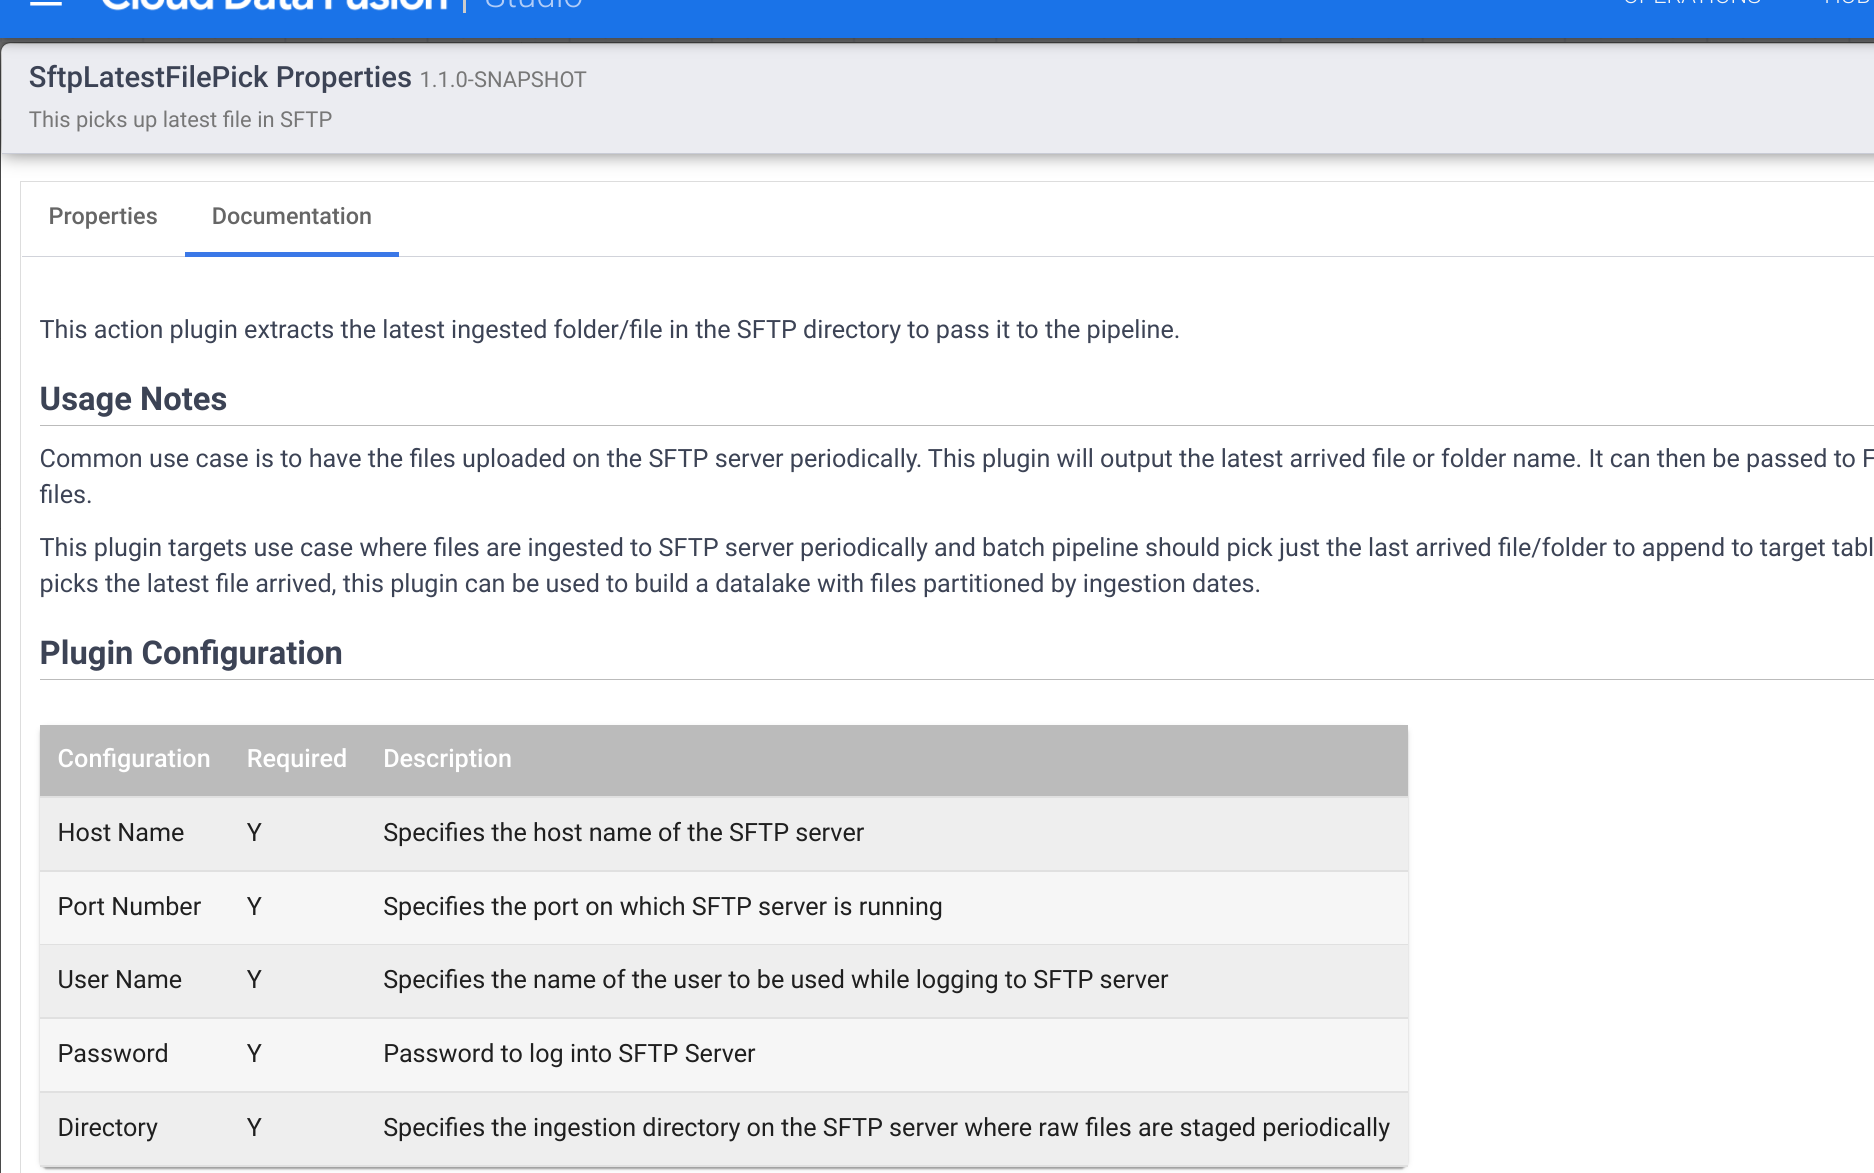 Cloud Data Fusion | Studio
OPERATIONS HUB
SftpLatestFilePick Properties 1.1.0-SNAPSHOT
This picks up latest file in SFTP
Properties Documentation
This action plugin extracts the latest ingested folder/file in the SFTP directory to pass it to the pipeline.
Usage Notes
Common use case is to have the files uploaded on the SFTP server periodically. This plugin will output the latest arrived file or folder name. It can then be passed to F
files.
This plugin targets use case where files are ingested to SFTP server periodically and batch pipeline should pick just the last arrived file/folder to append to target tabl
picks the latest file arrived, this plugin can be used to build a datalake with files partitioned by ingestion dates.
Plugin Configuration
Configuration Required Description
Host Name Y Specifies the host name of the SFTP server
Port Number Y Specifies the port on which SFTP server is running
User Name Y Specifies the name of the user to be used while logging to SFTP server
Password Y Password to log into SFTP Server
Directory Y Specifies the ingestion directory on the SFTP server where raw files are staged periodically